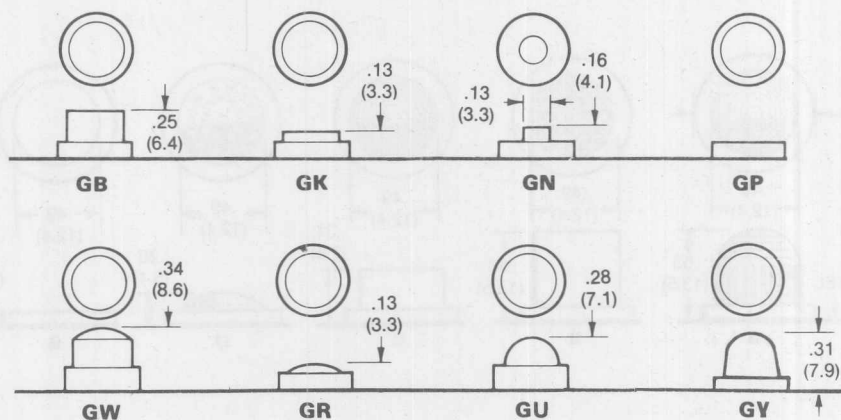 .25
(6.4)
GB
.13
(3.3)
GK
.13
(3.3)
.16
(4.1)
GN
GP
.34
(8.6)
GW
.13
(3.3)
GR
.28
(7.1)
GU
.31
(7.9)
GY